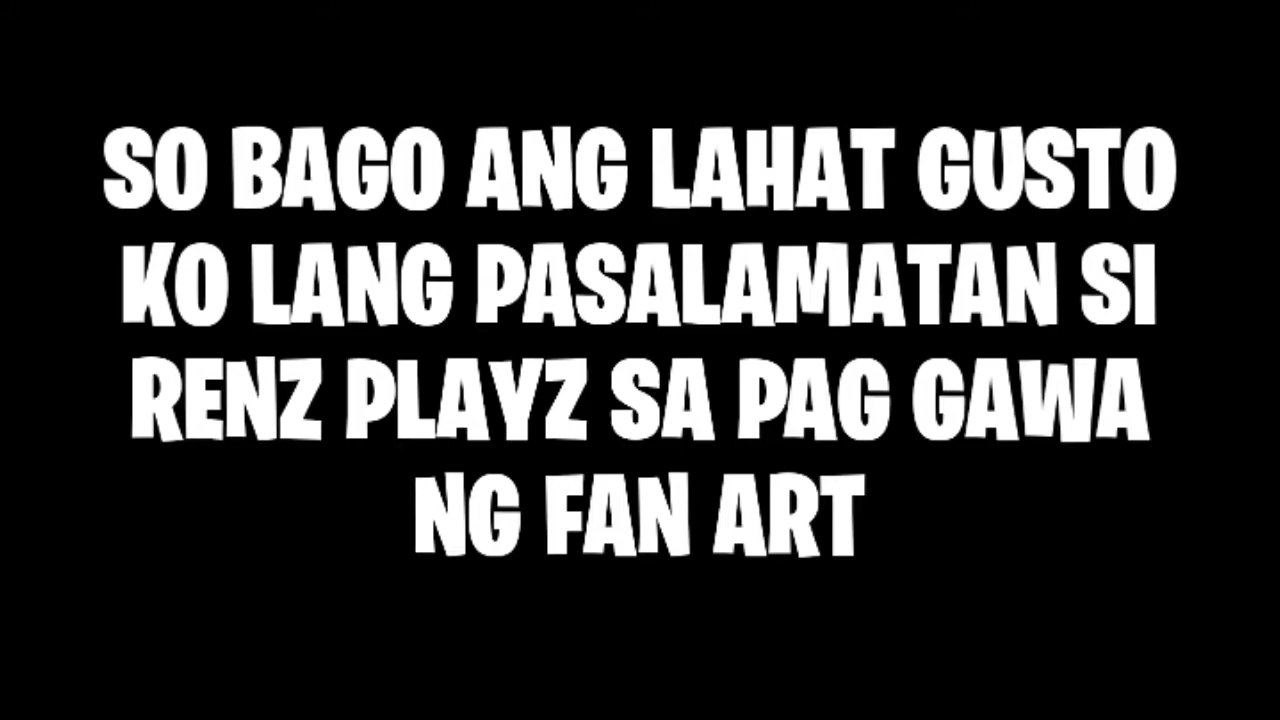 SO BAGO ANG LAHAT GUSTO
KO LANG PASALAMATAN SI
RENZ PLAYZ SA PAG GAWA
NG FAN ART